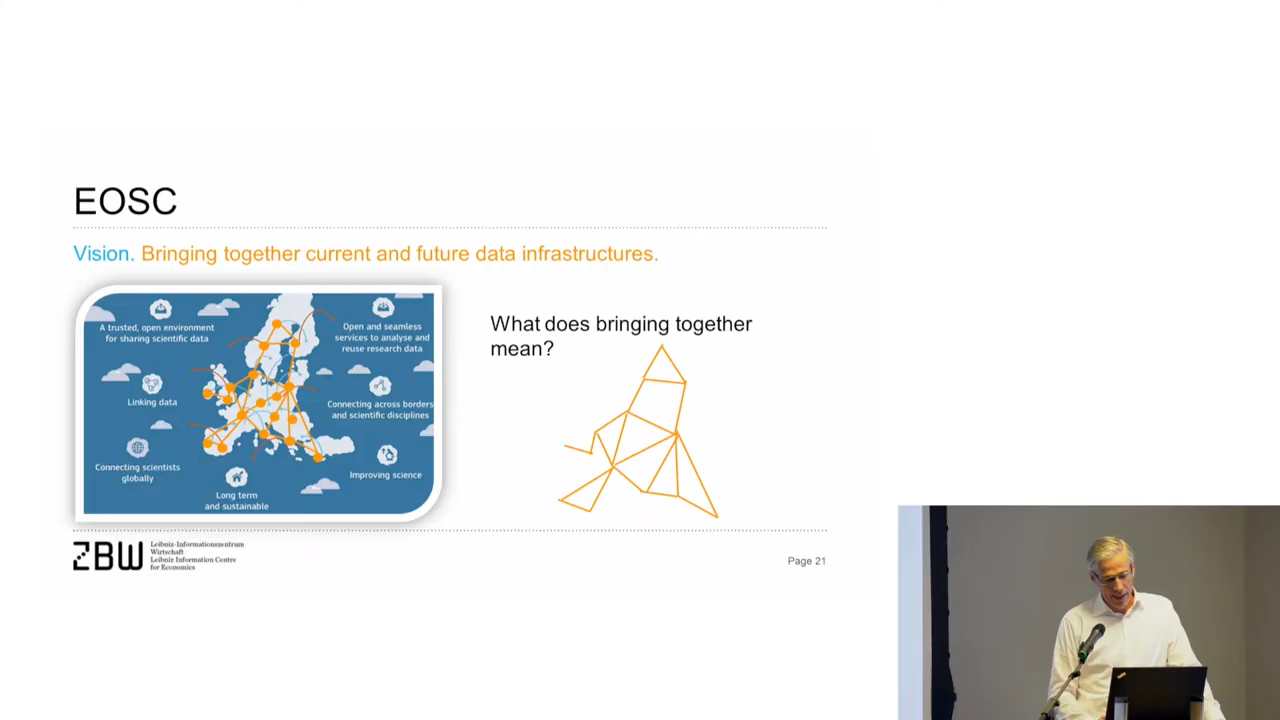 EOSC
Vision. Bringing together current and future data infrastructures.
A trusted, open environment
for sharing scientific data
Open and seamless
services to analyse and
reuse research data
Linking data
Connecting across borders
and scientific disciplines
Connecting scientists
globally
Improving science
Long term
and sustainable
What does bringing together
mean?
ZBW
Leibniz-Informationszentrum
Wirtschaft
Leibniz Information Centre
for Economics
Page 21